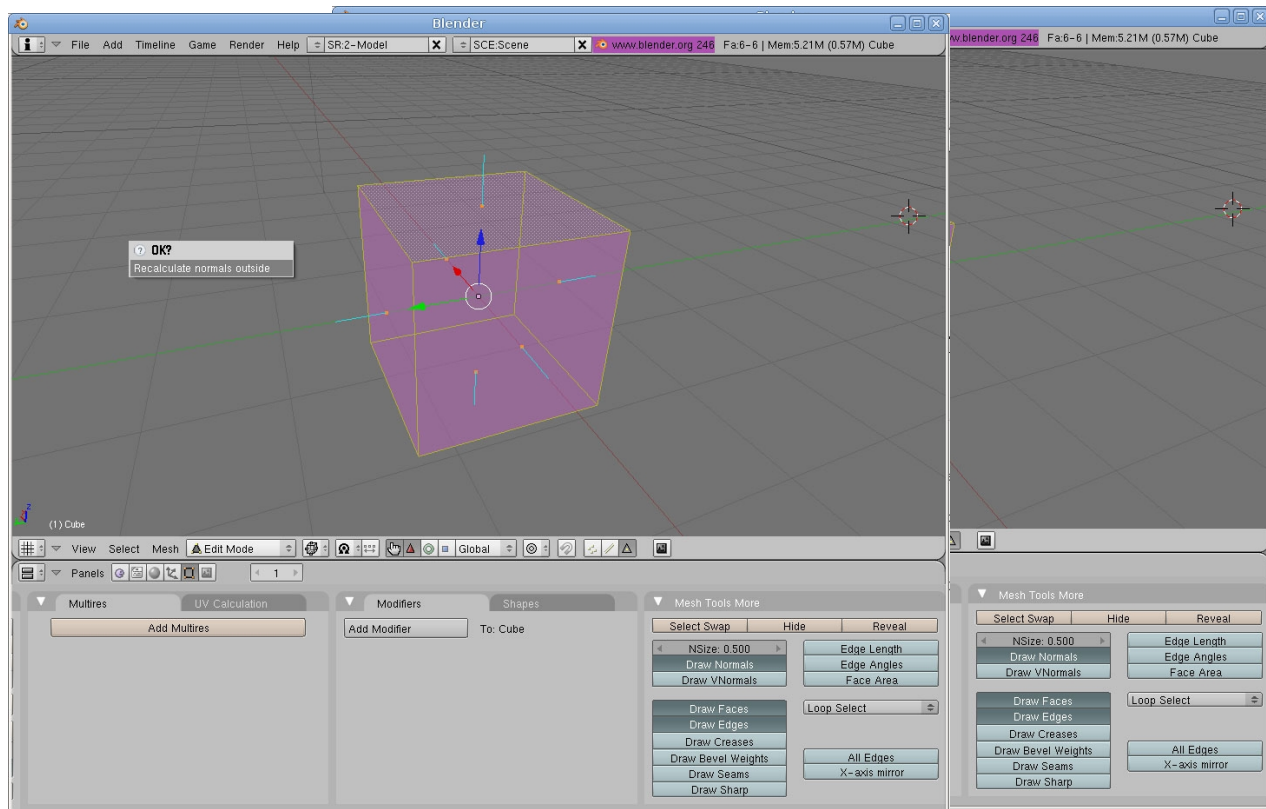 Blender
File Add Timeline Game Render Help SR:2-Model X SCE:Scene X www.blender.org 246 Fa:6-6 | Mem:5.21M (0.57M) Cube
ww.blender.org 246 Fa:6-6 | Mem:5.21M (0.57M) Cube
OK?
Recalculate normals outside
z
(1) Cube
View Select Mesh Edit Mode Global
Panels 1
Multires UV Calculation Modifiers Shapes Mesh Tools More
Add Multires
Add Modifier To: Cube
Select Swap Hide Reveal
NSize: 0.500 Edge Length
Draw Normals Edge Angles
Draw VNormals Face Area
Draw Faces Loop Select
Draw Edges
Draw Creases
Draw Bevel Weights All Edges
Draw Seams X-axis mirror
Draw Sharp
Mesh Tools More
Select Swap Hide Reveal
NSize: 0.500 Edge Length
Draw Normals Edge Angles
Draw VNormals Face Area
Draw Faces Loop Select
Draw Edges
Draw Creases
Draw Bevel Weights All Edges
Draw Seams X-axis mirror
Draw Sharp